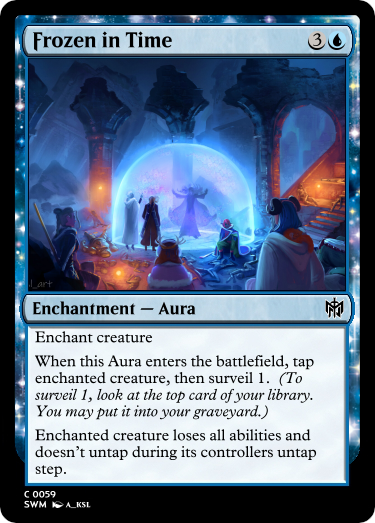 Frozen in Time
3
Enchantment — Aura
Enchant creature
When this Aura enters the battlefield, tap
enchanted creature, then surveil 1. (To
surveil 1, look at the top card of your library.
You may put it into your graveyard.)
Enchanted creature loses all abilities and
doesn't untap during its controllers untap
step.
C 0059
SWM A_KSL